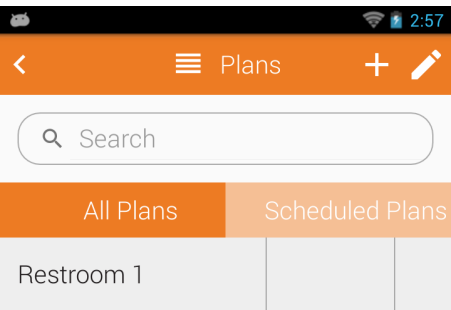 2:57
Plans
Search
All Plans Scheduled Plans
Restroom 1